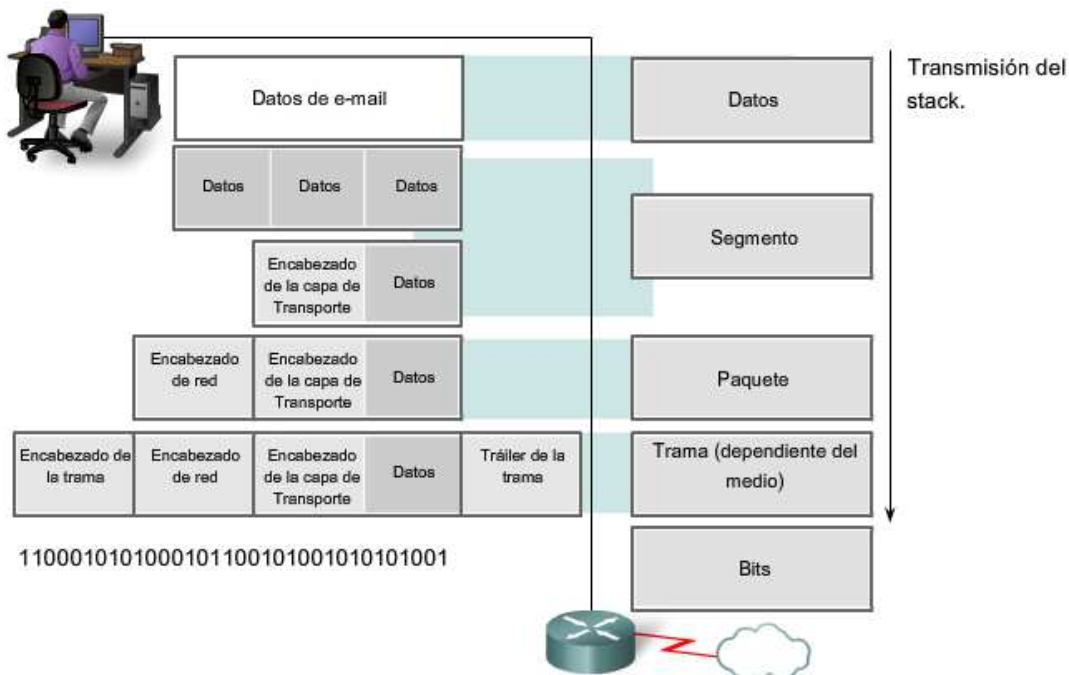 Datos de e-mail
Datos
Transmisión del
stack.
Datos Datos Datos
Segmento
Encabezado
de la capa de
Transporte
Datos
Encabezado
de red
Encabezado
de la capa de
Transporte
Datos
Paquete
Encabezado de
la trama
Encabezado
de red
Encabezado
de la capa de
Transporte
Datos
Tráiler de la
trama
Trama (dependiente del
medio)
1100010101000101100101001010101001
Bits